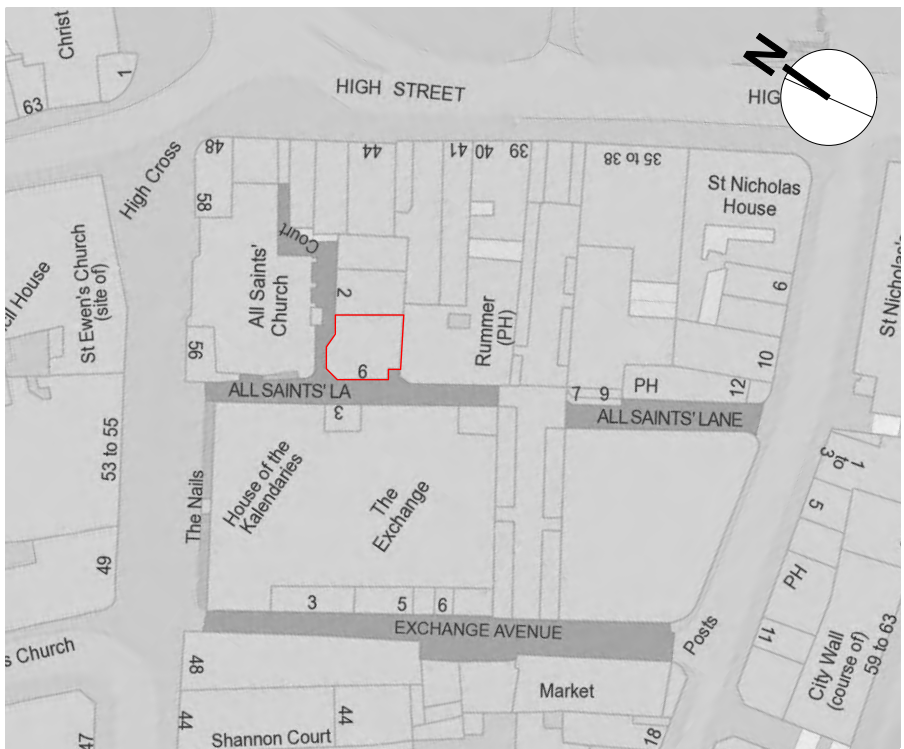 Christ
1
63
N
HIGH STREET
HIG
High Cross
48
44
41
40
39
35 to 38
St Nicholas
House
58
Court
All Saints'
Church
2
6
Rummer
(PH)
9
10
12
St Ewen's Church
(site of)
cil House
St Nicholas's
56
ALL SAINTS' LA
3
7
9
PH
ALL SAINTS' LANE
53 to 55
The Nails
House of the
Kalendaries
The
Exchange
1
to
3
5
PH
11
49
3
5
6
EXCHANGE AVENUE
Posts
City Wall
(course of)
59 to 63
s Church
48
44
44
47
Shannon Court
Market
18